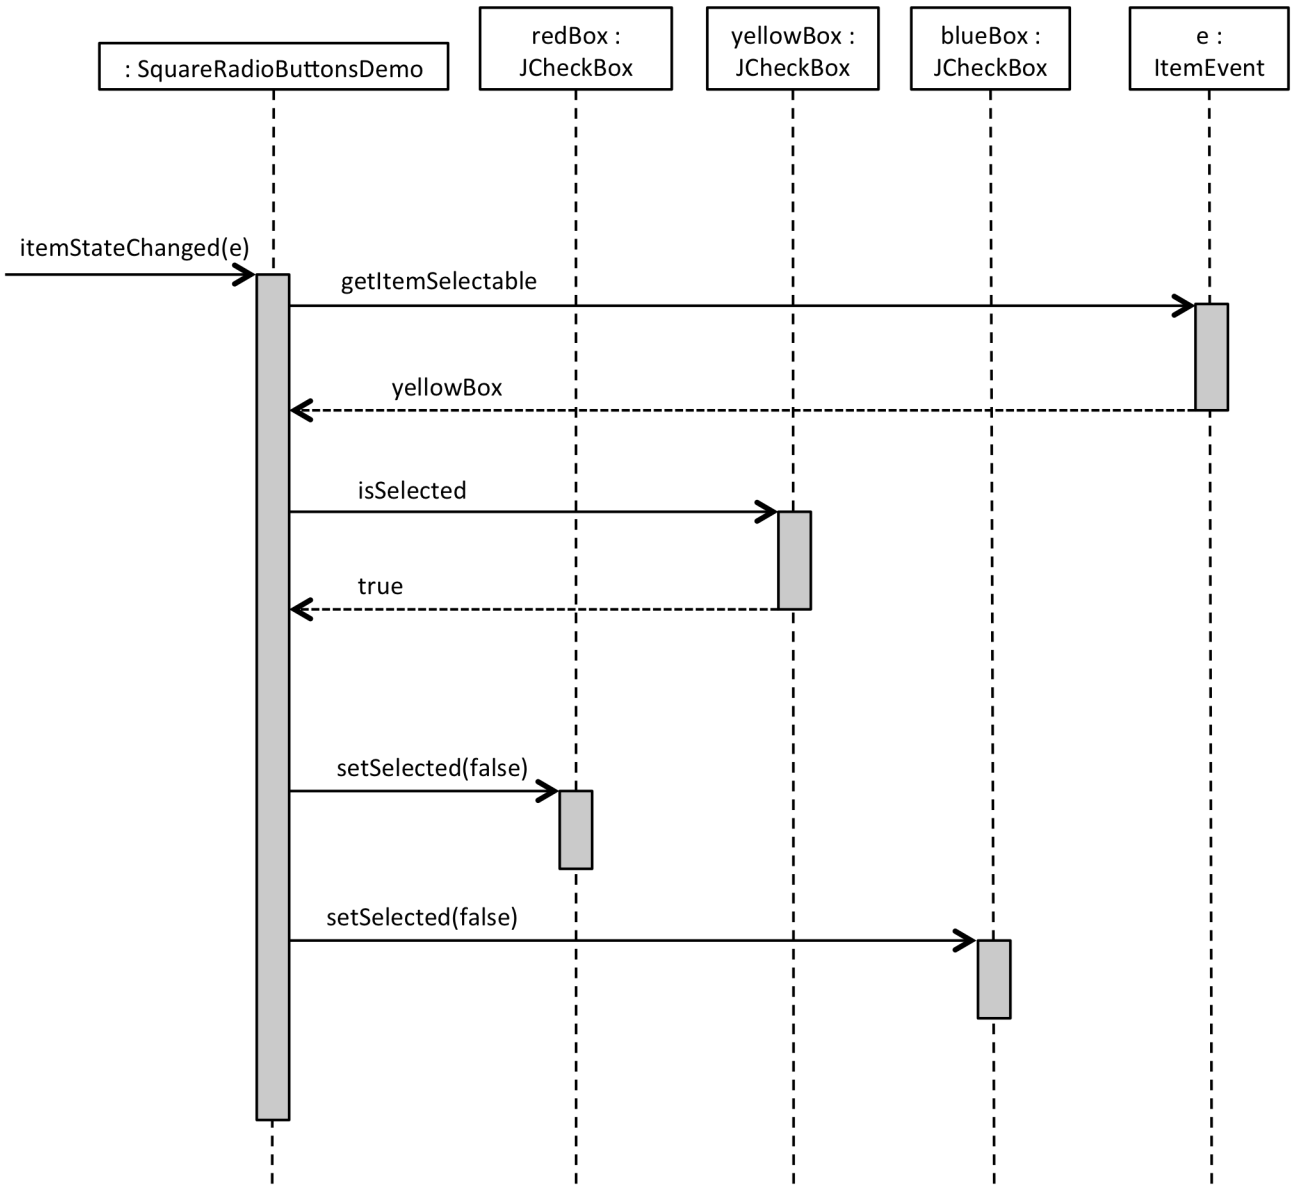 redBox :
JCheckBox
yellowBox :
JCheckBox
blueBox :
JCheckBox
e :
ItemEvent
: SquareRadioButtonsDemo
itemStateChanged(e)
getItemSelectable
yellowBox
isSelected
true
setSelected(false)
setSelected(false)